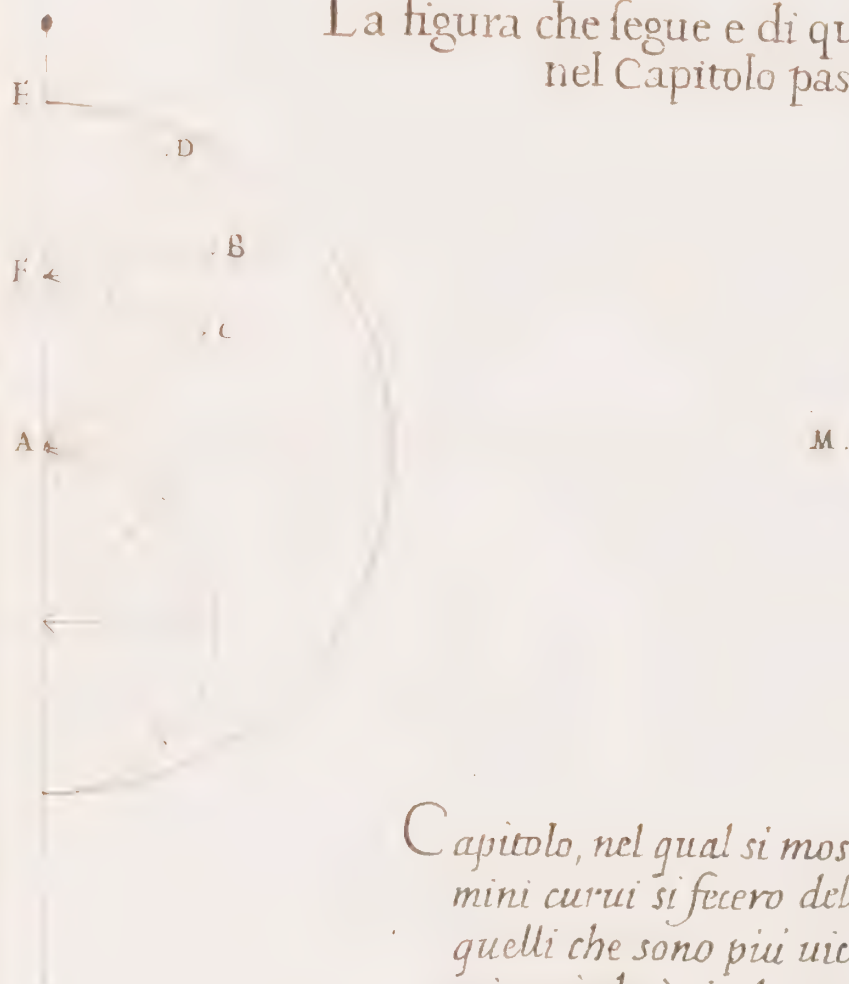 La figura che ſegue e di qu
nel Capitolo pas
E
D
B
F
C
A
M.
Capitolo, nel qual si mos
mini curui si fecero del
quelli che sono piu uic